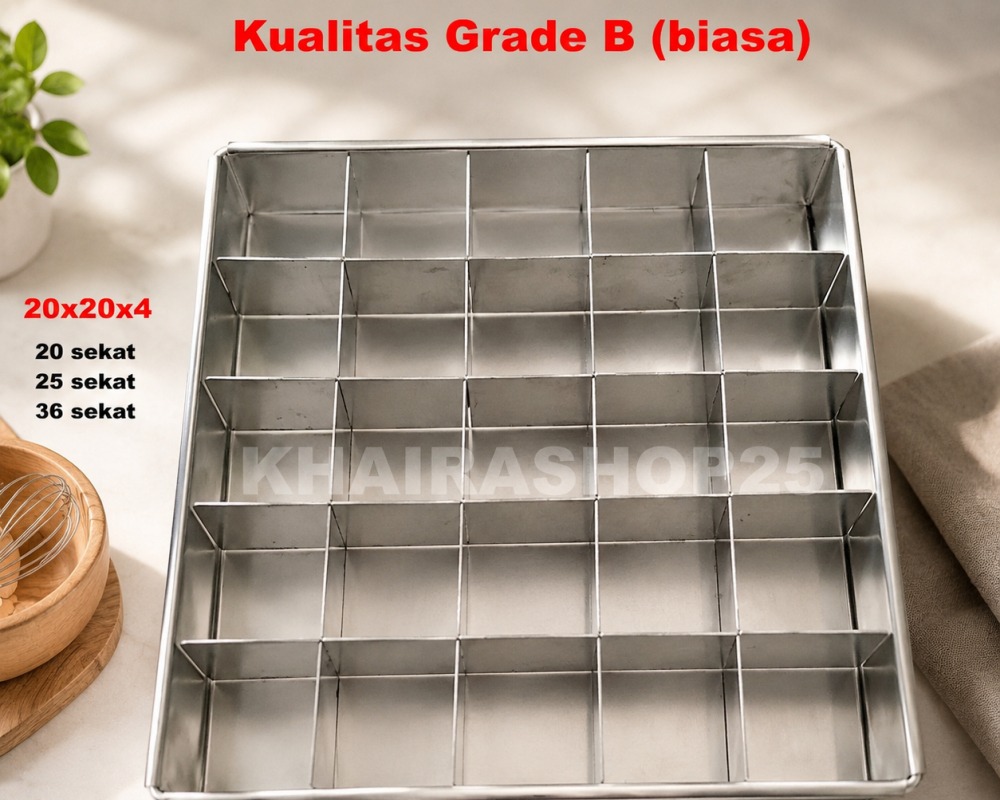 Kualitas Grade B (biasa)
20x20x4
20 sekat
25 sekat
36 sekat
KHAIRASHOP25